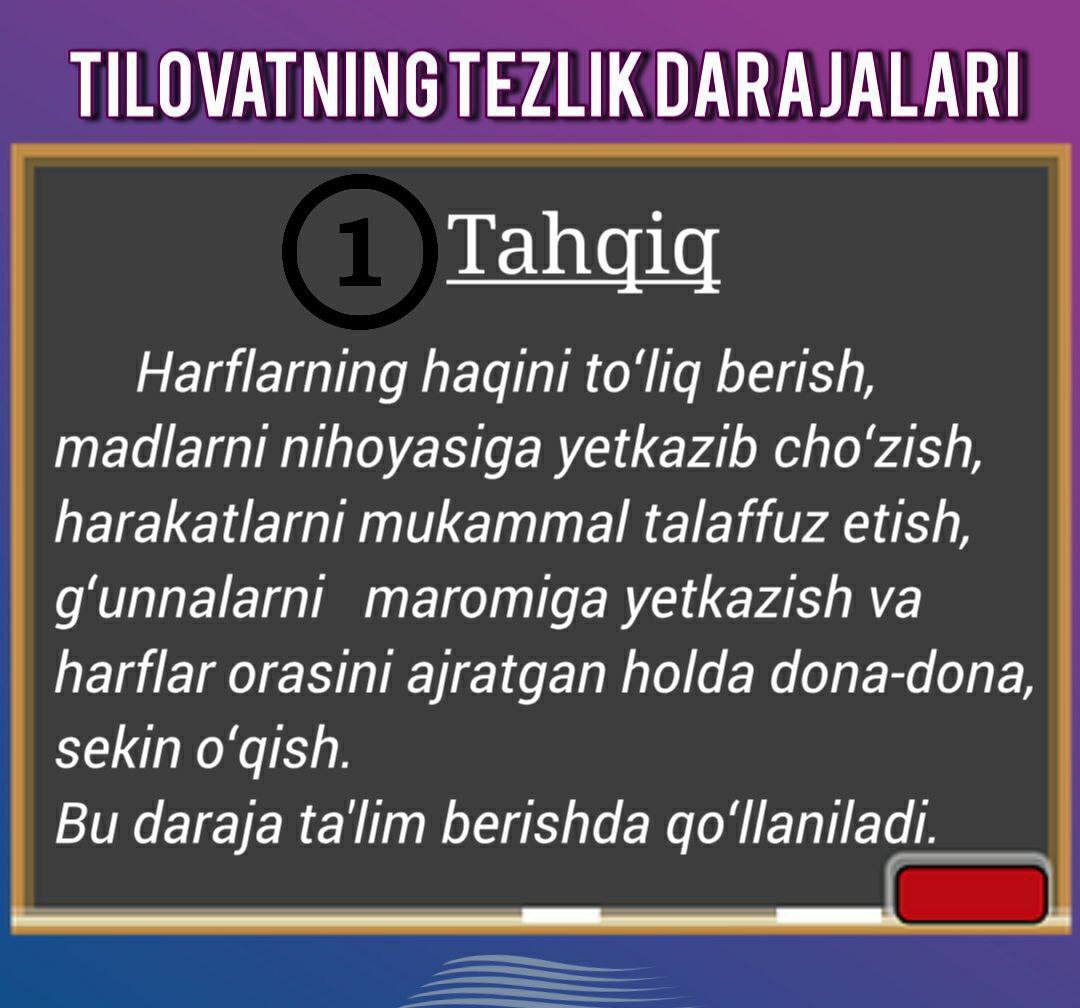 TILOVATNING TEZLIK DARAJALARI
1 Tahqiq
Harflarning haqini to‘liq berish,
madlarni nihoyasiga yetkazib cho‘zish,
harakatlarni mukammal talaffuz etish,
g‘unnalarni maromiga yetkazish va
harflar orasini ajratgan holda dona-dona,
sekin o‘qish.
Bu daraja ta'lim berishda qo‘llaniladi.